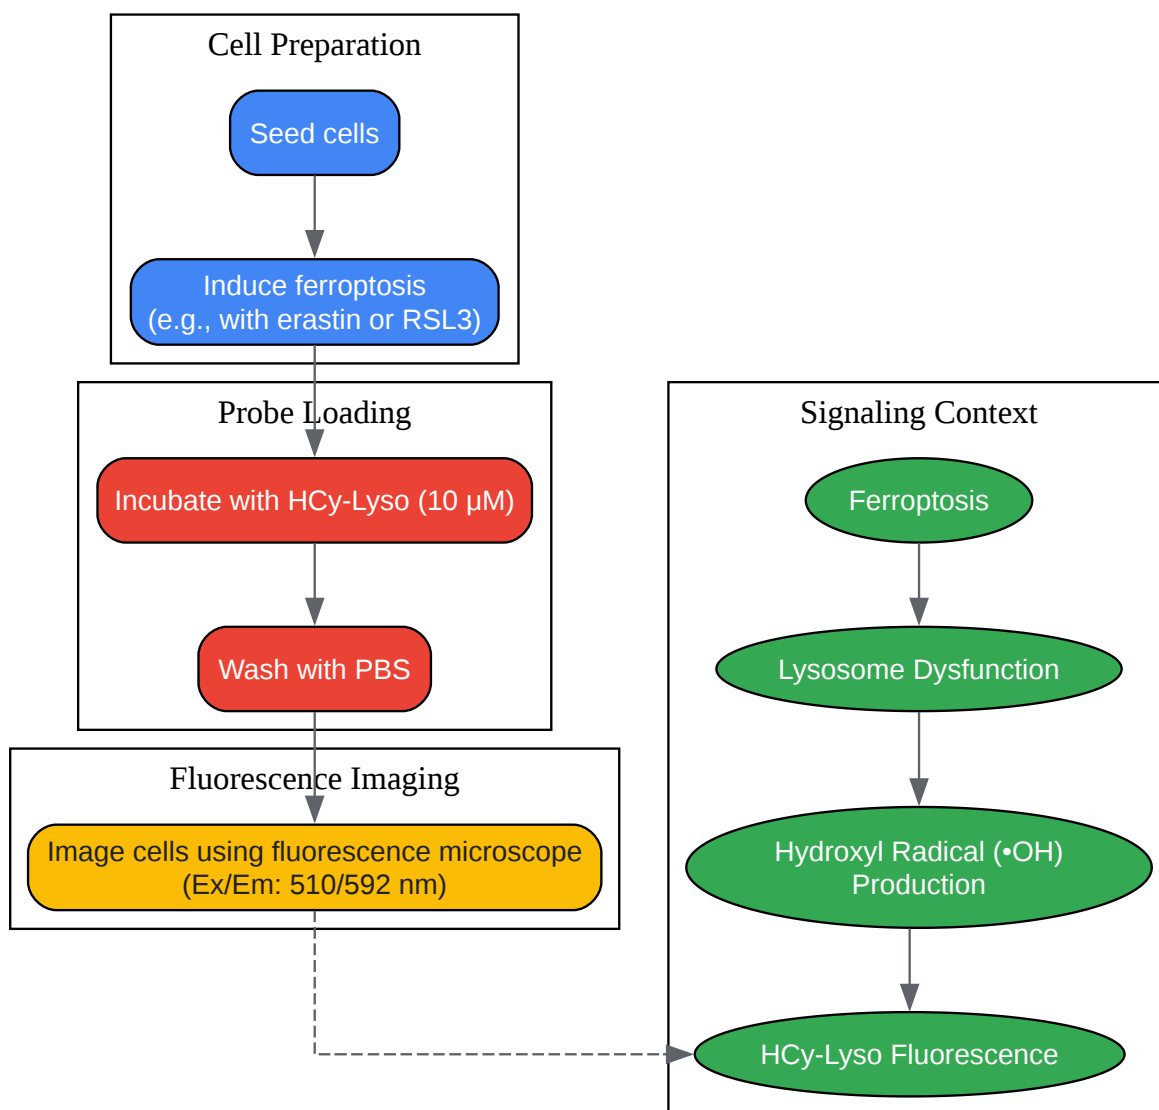 Cell Preparation
Seed cells
Induce ferroptosis
(e.g., with erastin or RSL3)
Probe Loading
Incubate with HCy-Lyso (10 μM)
Wash with PBS
Fluorescence Imaging
Image cells using fluorescence microscope
(Ex/Em: 510/592 nm)
Signaling Context
Ferroptosis
Lysosome Dysfunction
Hydroxyl Radical (•OH)
Production
HCy-Lyso Fluorescence